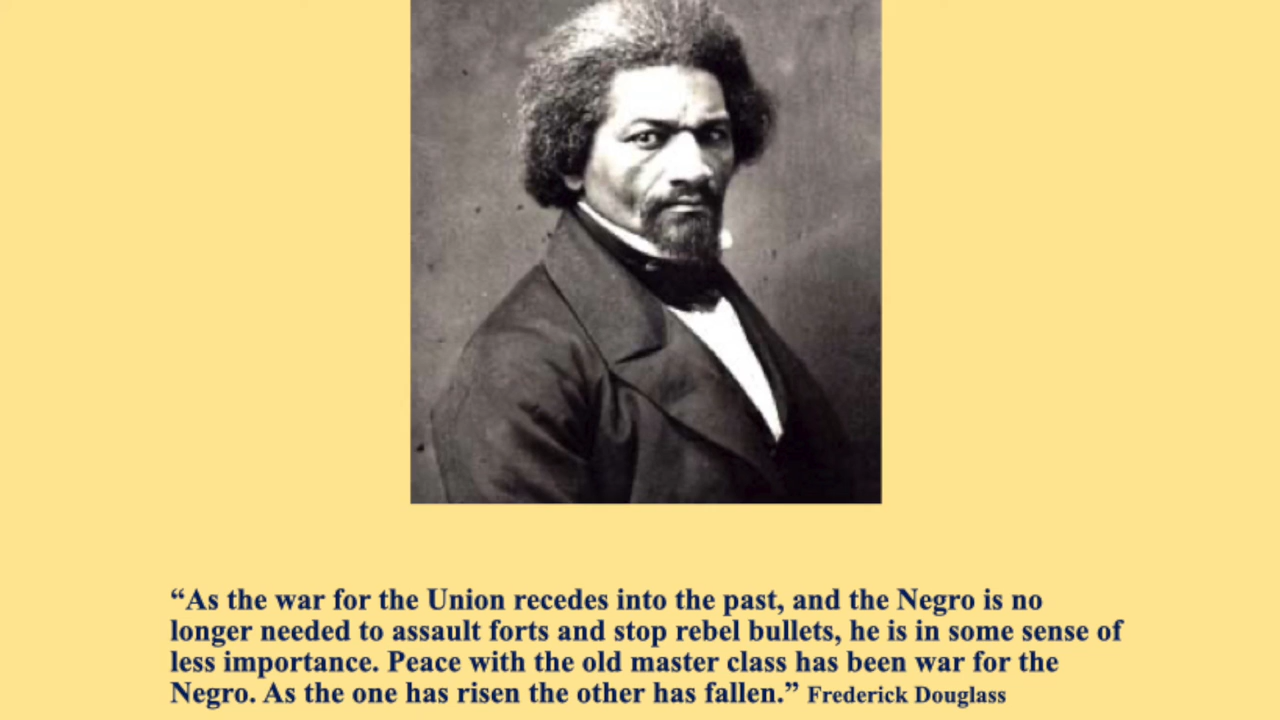 “As the war for the Union recedes into the past, and the Negro is no
longer needed to assault forts and stop rebel bullets, he is in some sense of
less importance. Peace with the old master class has been war for the
Negro. As the one has risen the other has fallen.” Frederick Douglass